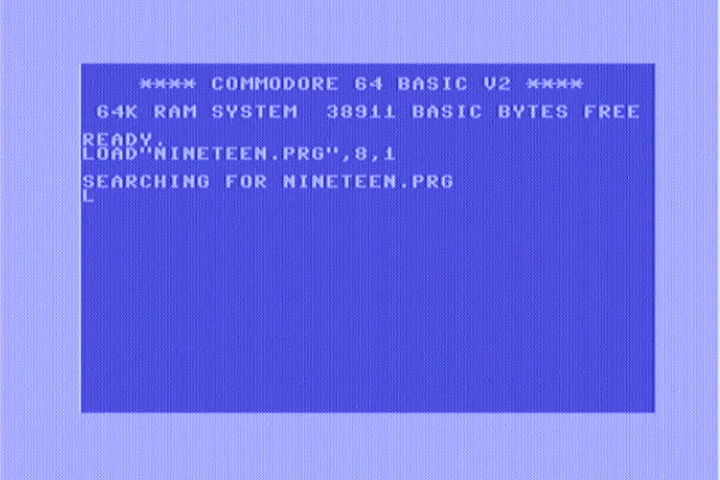 **** COMMODORE 64 BASIC V2 ****
64K RAM SYSTEM  38911 BASIC BYTES FREE
READY.
LOAD"NINETEEN.PRG",8,1
SEARCHING FOR NINETEEN.PRG
L